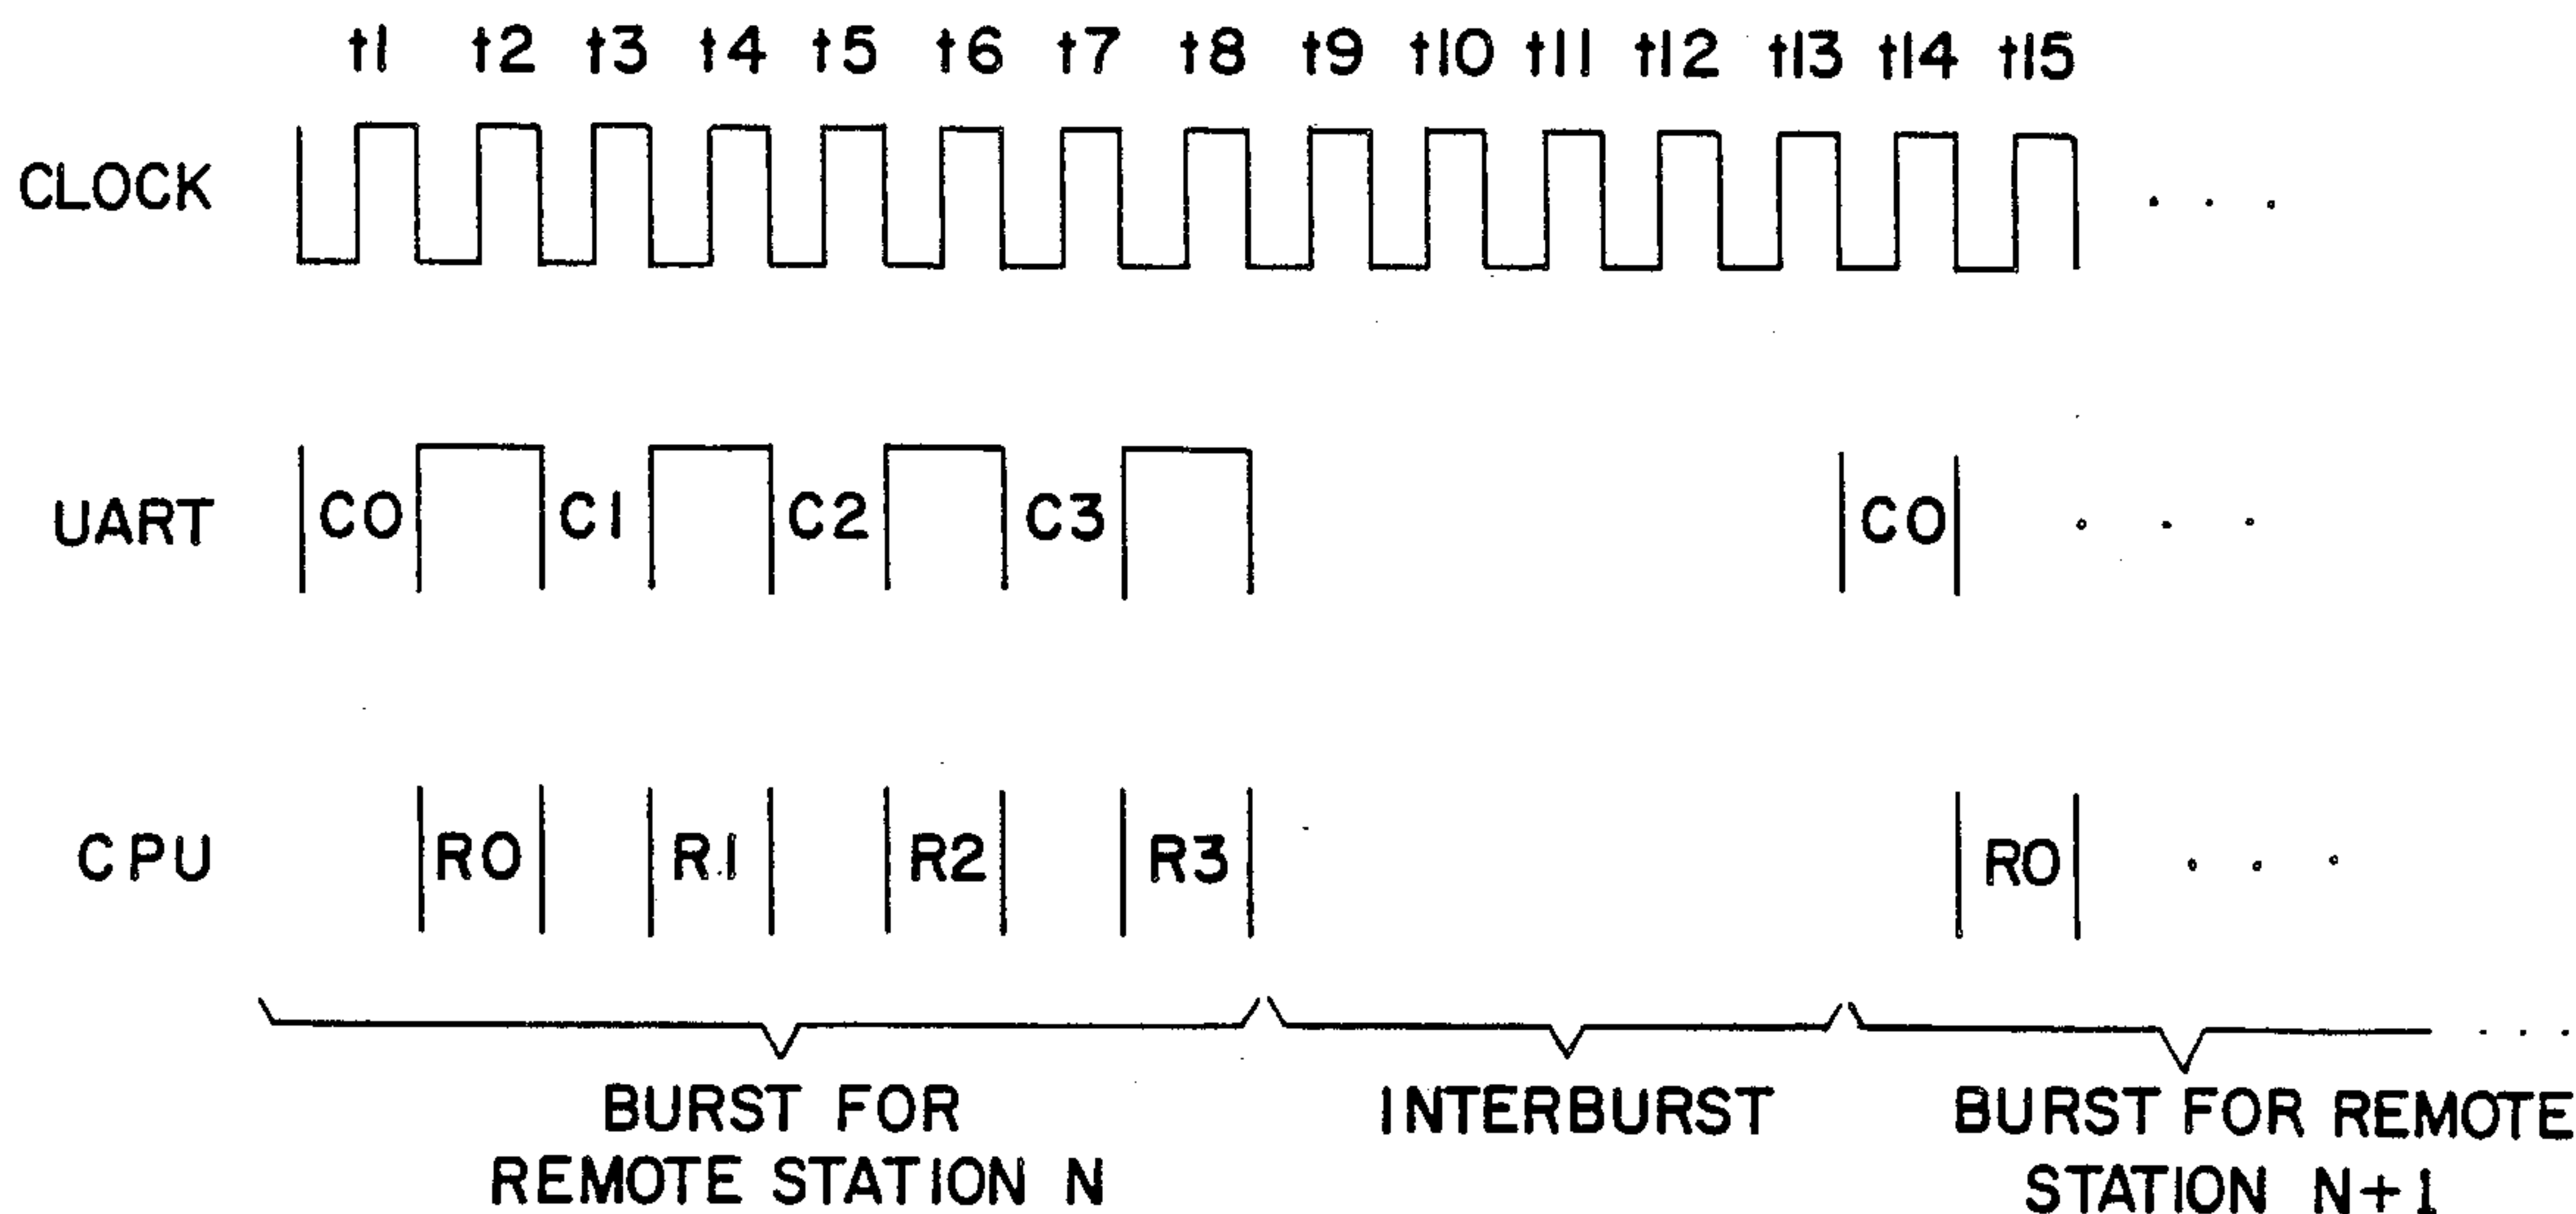 t1 t2 t3 t4 t5 t6 t7 t8 t9 t10 t11 t12 t13 t14 t15
CLOCK . . .
UART C0 C1 C2 C3 C0 . . .
CPU R0 R1 R2 R3 R0 . . .
BURST FOR
REMOTE STATION N
INTERBURST
BURST FOR REMOTE
STATION N+1
. . .